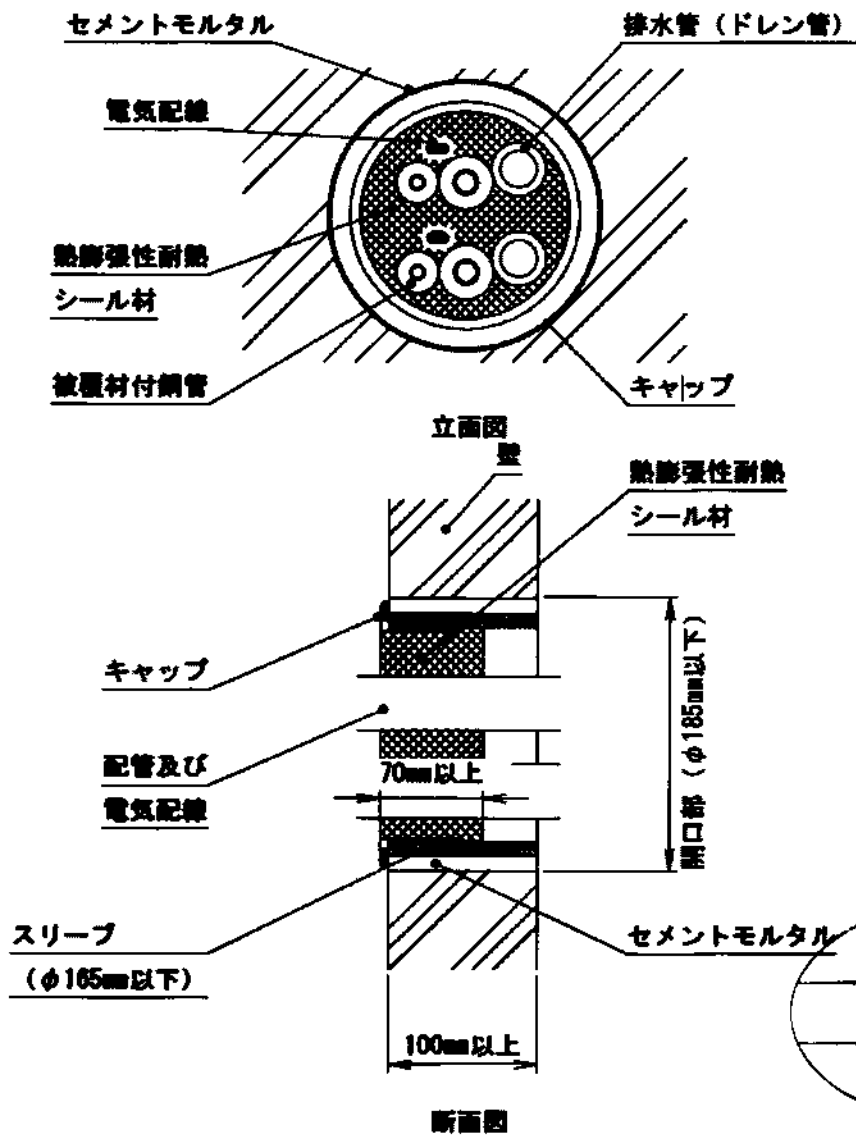 セメントモルタル
排水管（ドレン管）
電気配線
熱膨張性耐熱
シール材
被覆材付銅管
キャップ
立面図
壁
熱膨張性耐熱
シール材
キャップ
配管及び
電気配線
70mm以上
開口部（φ185mm以下）
スリーブ
（φ165mm以下）
セメントモルタル
100mm以上
断面図